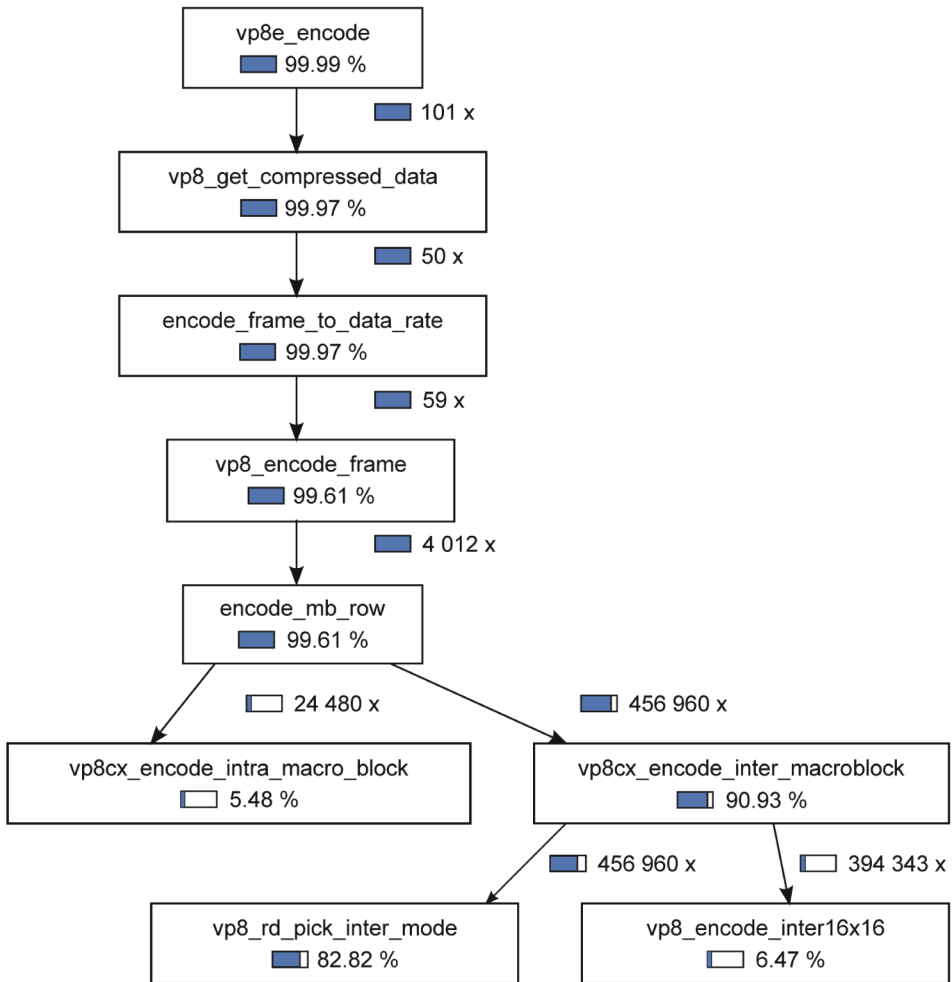 vp8e_encode
99.99 %
101 x
vp8_get_compressed_data
99.97 %
50 x
encode_frame_to_data_rate
99.97 %
59 x
vp8_encode_frame
99.61 %
4 012 x
encode_mb_row
99.61 %
24 480 x
456 960 x
vp8cx_encode_intra_macro_block
5.48 %
vp8cx_encode_inter_macroblock
90.93 %
456 960 x
394 343 x
vp8_rd_pick_inter_mode
82.82 %
vp8_encode_inter16x16
6.47 %